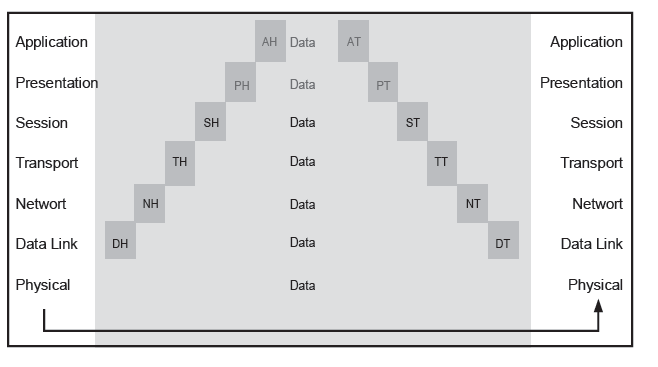 Application AH Data AT Application
Presentation PH Data PT Presentation
Session SH Data ST Session
Transport TH Data TT Transport
Networt NH Data NT Networt
Data Link DH Data DT Data Link
Physical Data Physical